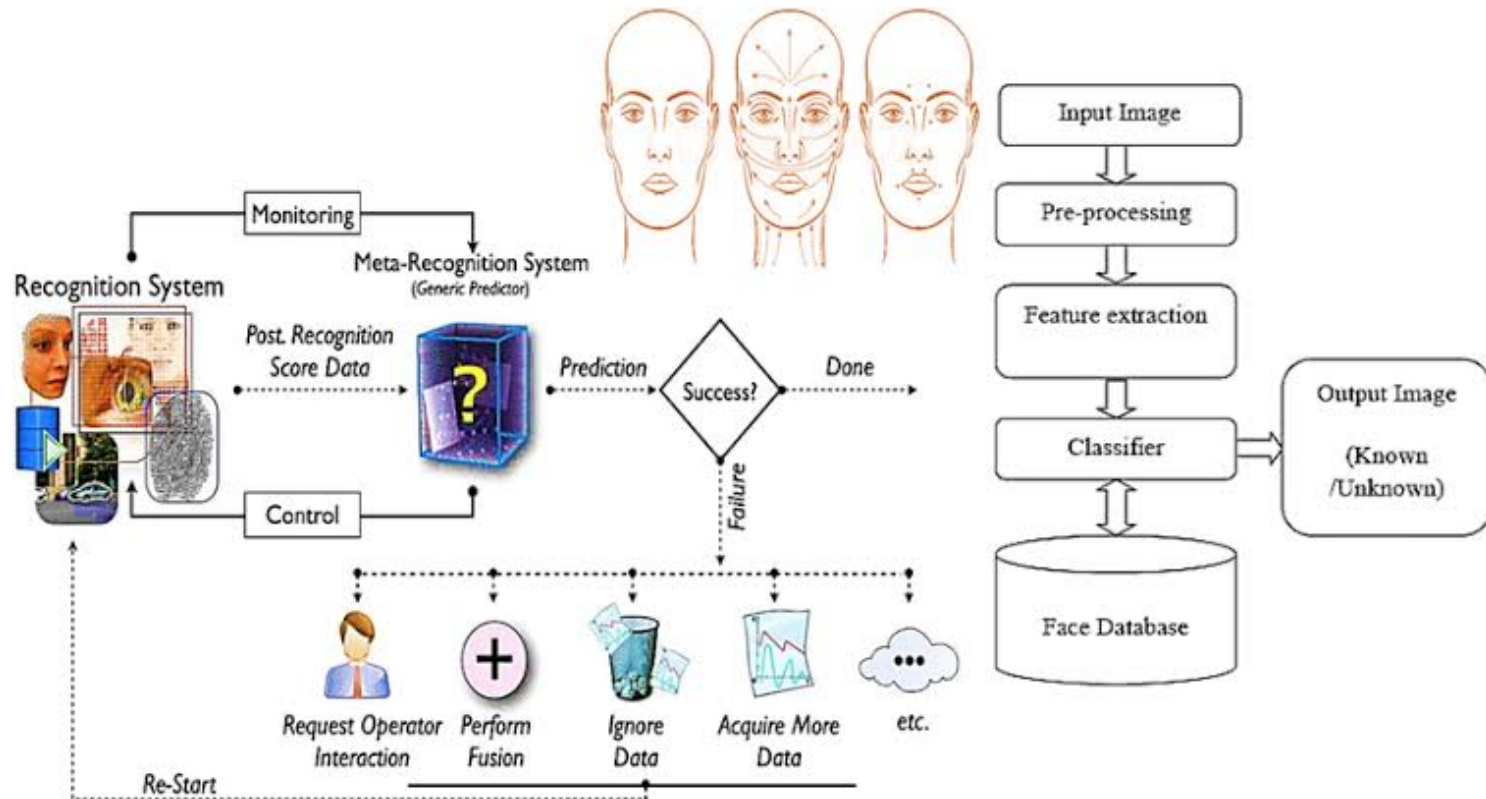 Monitoring
Meta-Recognition System
(Generic Predictor)
Recognition System
Post. Recognition
Score Data
?
Prediction
Success?
Done
Control
Failure
Request Operator
Interaction
Perform
Fusion
Ignore
Data
Acquire More
Data
etc.
Re-Start
Input Image
Pre-processing
Feature extraction
Classifier
Output Image
(Known
/Unknown)
Face Database